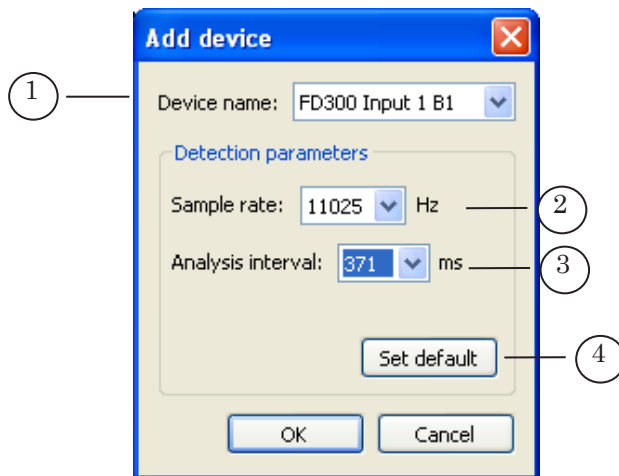 Add device
1
Device name: FD300 Input 1 B1
Detection parameters
Sample rate: 11025 Hz
2
Analysis interval: 371 ms
3
Set default
4
OK Cancel